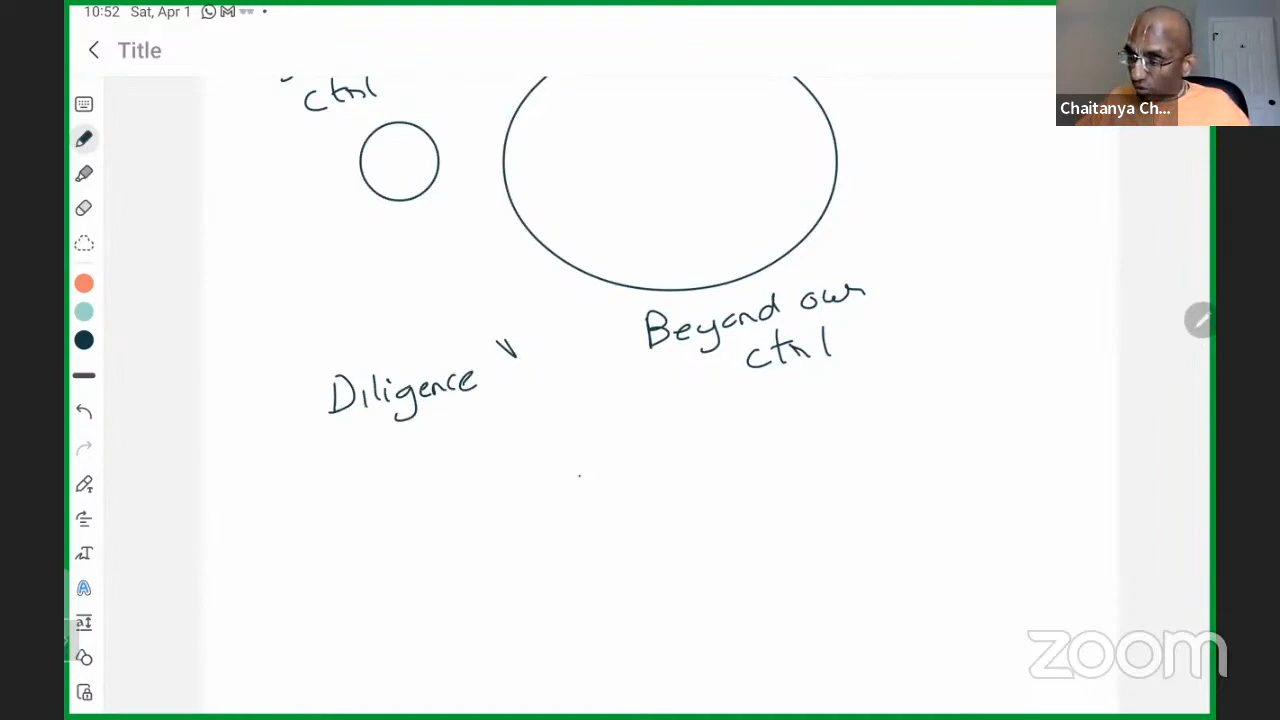 10:52 Sat, Apr 1
Title
ctrl
Chaitanya Ch...
Beyond our
ctrl
Diligence
zoom